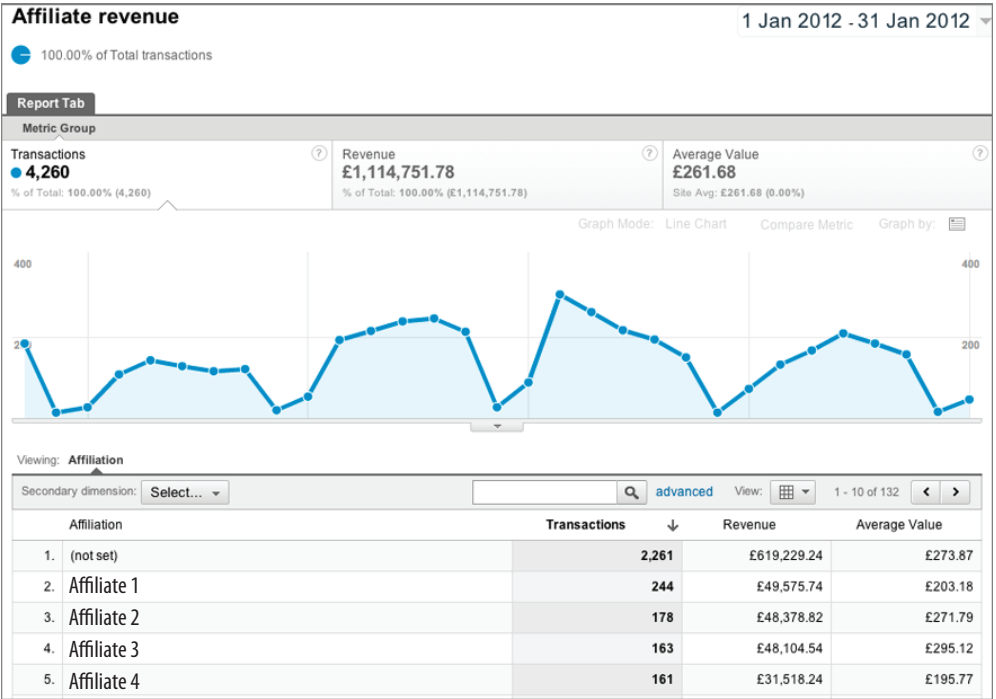 Affiliate revenue
1 Jan 2012 - 31 Jan 2012
100.00% of Total transactions
Report Tab
Metric Group
Transactions
4,260
% of Total: 100.00% (4,260)
Revenue
£1,114,751.78
% of Total: 100.00% (£1,114,751.78)
Average Value
£261.68
Site Avg: £261.68 (0.00%)
Graph Mode: Line Chart Compare Metric Graph by:
400 400
200 200
Viewing: Affiliation
Secondary dimension: Select... advanced View: 1 - 10 of 132
Affiliation Transactions Revenue Average Value
1. (not set) 2,261 £619,229.24 £273.87
2. Affiliate 1 244 £49,575.74 £203.18
3. Affiliate 2 178 £48,378.82 £271.79
4. Affiliate 3 163 £48,104.54 £295.12
5. Affiliate 4 161 £31,518.24 £195.77